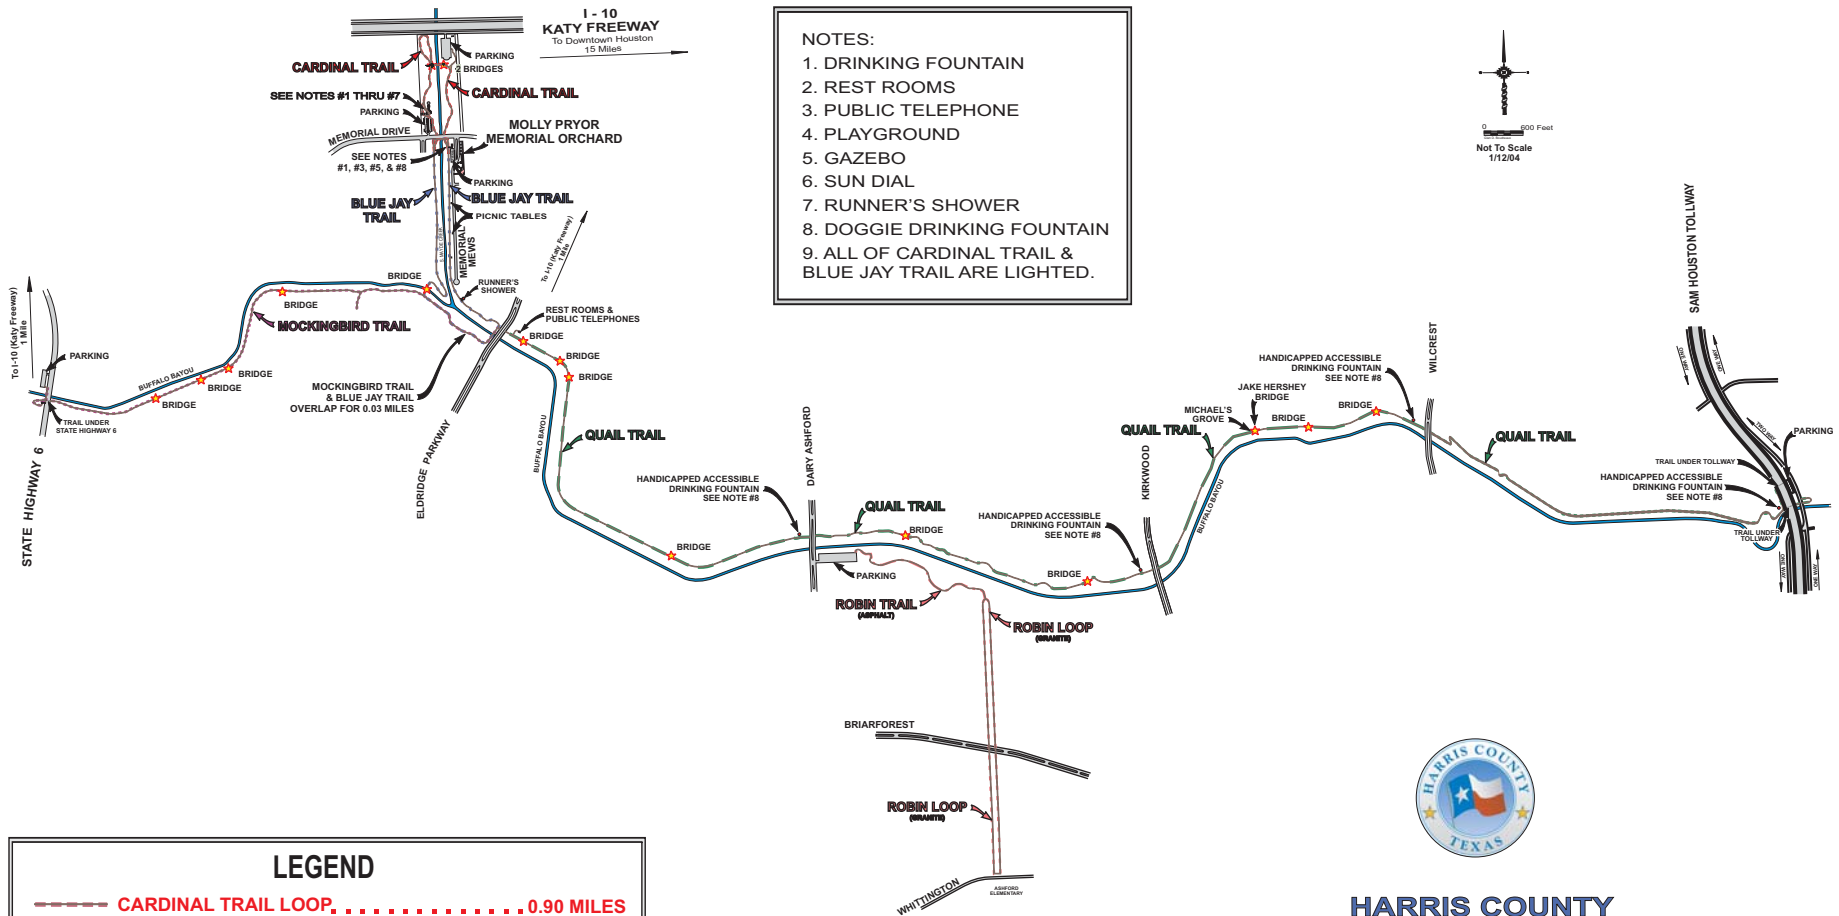 I - 10
KATY FREEWAY
To Downtown Houston
15 Miles
PARKING
2 BRIDGES
CARDINAL TRAIL
CARDINAL TRAIL
SEE NOTES #1 THRU #7
PARKING
MEMORIAL DRIVE
MOLLY PRYOR
MEMORIAL ORCHARD
SEE NOTES
#1, #3, #5, & #8
PARKING
BLUE JAY
TRAIL
BLUE JAY TRAIL
PICNIC TABLES
MEMORIAL
MEWS
To I-10 (Katy Freeway)
1 Mile
NOTES:
1. DRINKING FOUNTAIN
2. REST ROOMS
3. PUBLIC TELEPHONE
4. PLAYGROUND
5. GAZEBO
6. SUN DIAL
7. RUNNER'S SHOWER
8. DOGGIE DRINKING FOUNTAIN
9. ALL OF CARDINAL TRAIL &
BLUE JAY TRAIL ARE LIGHTED.
0 600 Feet
Not To Scale
1/12/04
SAM HOUSTON TOLLWAY
ONE WAY
ONE WAY
TWO WAY
PARKING
TRAIL UNDER TOLLWAY
HANDICAPPED ACCESSIBLE
DRINKING FOUNTAIN
SEE NOTE #8
TRAIL UNDER
TOLLWAY
ONE WAY
ONE WAY
To I-10 (Katy Freeway)
1 Mile
PARKING
TRAIL UNDER
STATE HIGHWAY 6
STATE HIGHWAY 6
BUFFALO BAYOU
BRIDGE
BRIDGE
BRIDGE
BRIDGE
BRIDGE
MOCKINGBIRD TRAIL
MOCKINGBIRD TRAIL
& BLUE JAY TRAIL
OVERLAP FOR 0.03 MILES
RUNNER'S
SHOWER
REST ROOMS &
PUBLIC TELEPHONES
BRIDGE
BRIDGE
BRIDGE
ELDRIDGE PARKWAY
BUFFALO BAYOU
QUAIL TRAIL
HANDICAPPED ACCESSIBLE
DRINKING FOUNTAIN
SEE NOTE #8
BRIDGE
DAIRY ASHFORD
QUAIL TRAIL
BRIDGE
PARKING
ROBIN TRAIL
(ASPHALT)
ROBIN LOOP
(GRANITE)
HANDICAPPED ACCESSIBLE
DRINKING FOUNTAIN
SEE NOTE #8
BRIDGE
KIRKWOOD
BUFFALO BAYOU
QUAIL TRAIL
MICHAEL'S
GROVE
JAKE HERSHEY
BRIDGE
BRIDGE
BRIDGE
HANDICAPPED ACCESSIBLE
DRINKING FOUNTAIN
SEE NOTE #8
WILCREST
QUAIL TRAIL
BRIARFOREST
ROBIN LOOP
(GRANITE)
WHITTINGTON
ASHFORD
ELEMENTARY
LEGEND
CARDINAL TRAIL LOOP 0.90 MILES
HARRIS COUNTY
TEXAS
HARRIS COUNTY